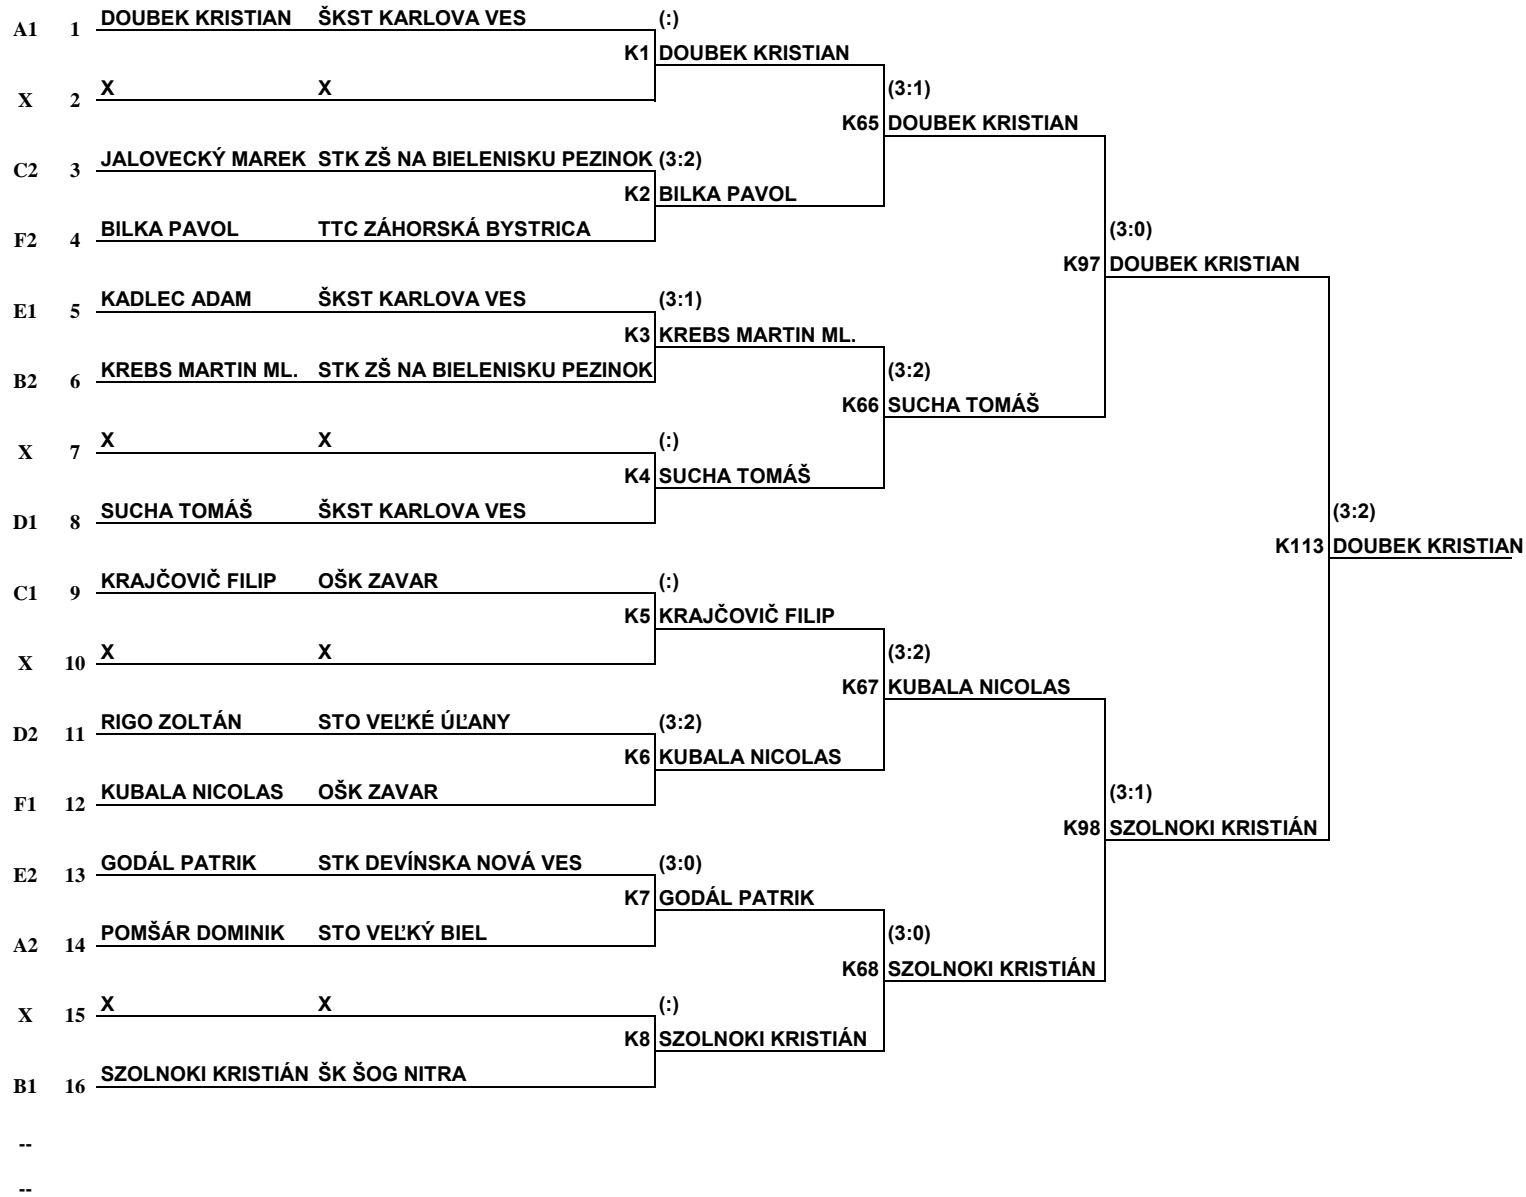 DOUBEK KRISTIAN ŠKST KARLOVA VES (:)
A1 1
K1 DOUBEK KRISTIAN
X X (3:1)
X 2
K65 DOUBEK KRISTIAN
JALOVECKÝ MAREK STK ZŠ NA BIELENISKU PEZINOK (3:2)
C2 3
K2 BILKA PAVOL
BILKA PAVOL TTC ZÁHORSKÁ BYSTRICA (3:0)
F2 4
K97 DOUBEK KRISTIAN
KADLEC ADAM ŠKST KARLOVA VES (3:1)
E1 5
K3 KREBS MARTIN ML.
KREBS MARTIN ML. STK ZŠ NA BIELENISKU PEZINOK (3:2)
B2 6
K66 SUCHA TOMÁŠ
X X (:)
X 7
K4 SUCHA TOMÁŠ
SUCHA TOMÁŠ ŠKST KARLOVA VES (3:2)
D1 8
K113 DOUBEK KRISTIAN
KRAJČOVIČ FILIP OŠK ZAVAR (:)
C1 9
K5 KRAJČOVIČ FILIP
X X (3:2)
X 10
K67 KUBALA NICOLAS
RIGO ZOLTÁN STO VEĽKÉ ÚĽANY (3:2)
D2 11
K6 KUBALA NICOLAS
KUBALA NICOLAS OŠK ZAVAR (3:1)
F1 12
K98 SZOLNOKI KRISTIÁN
GODÁL PATRIK STK DEVÍNSKA NOVÁ VES (3:0)
E2 13
K7 GODÁL PATRIK
POMŠÁR DOMINIK STO VEĽKÝ BIEL (3:0)
A2 14
K68 SZOLNOKI KRISTIÁN
X X (:)
X 15
K8 SZOLNOKI KRISTIÁN
SZOLNOKI KRISTIÁN ŠK ŠOG NITRA
B1 16
--
--